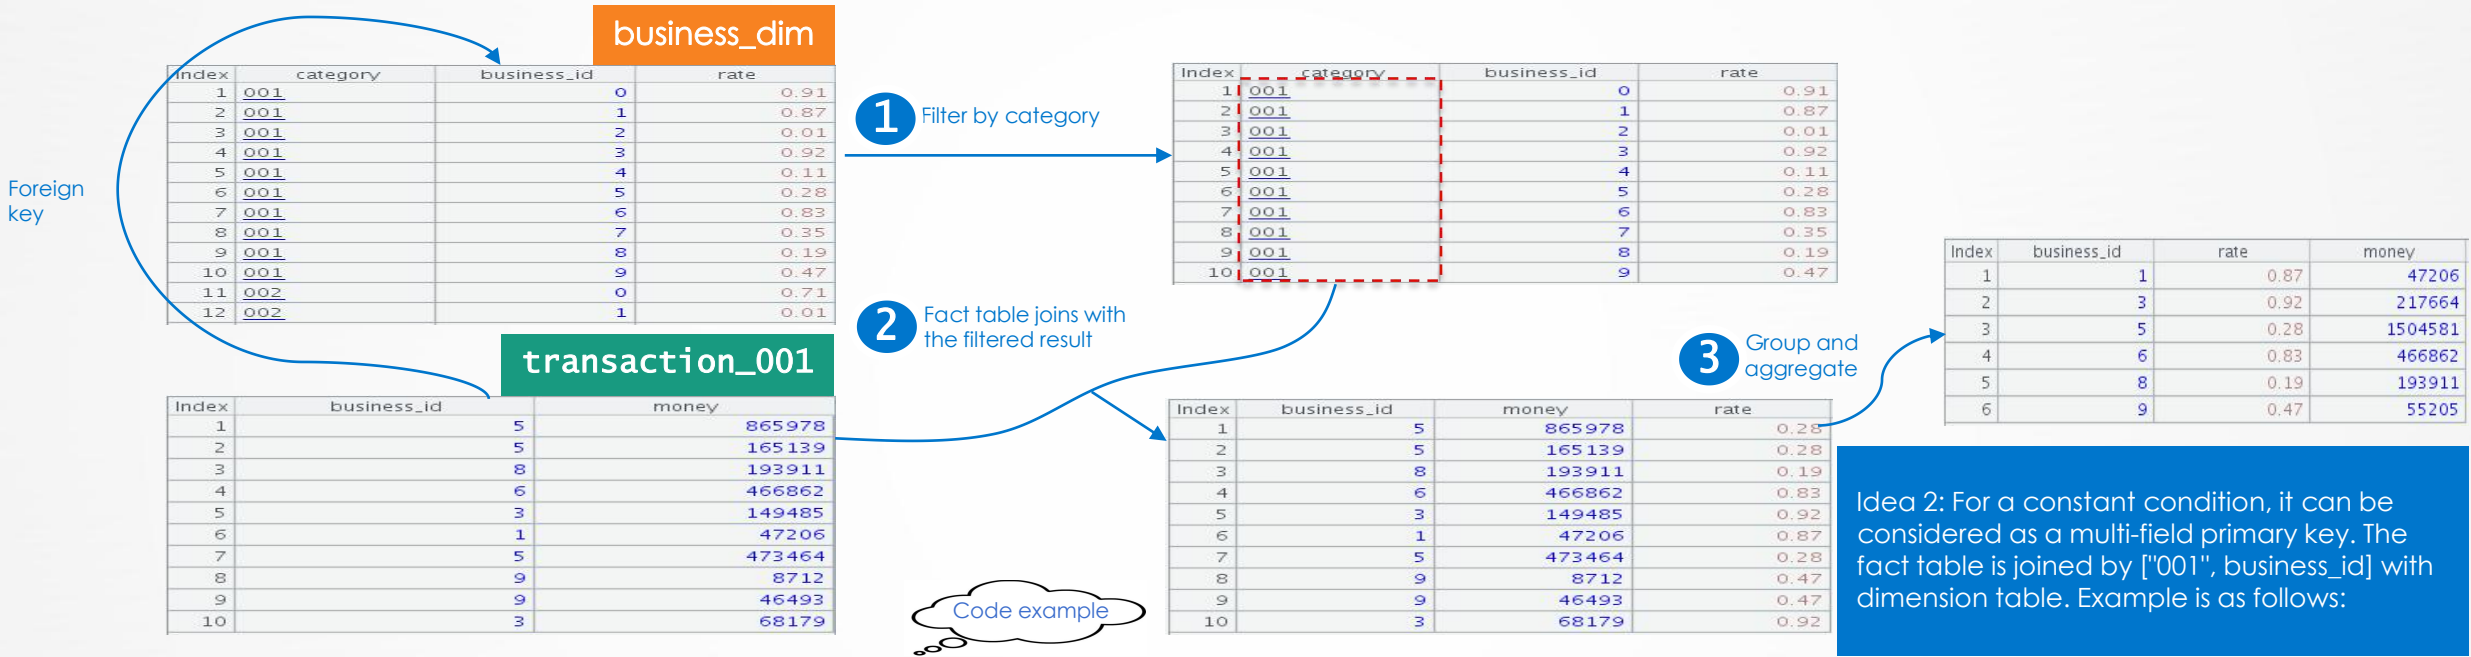 business_dim
Index category business_id rate
1 001 0 0.91
2 001 1 0.87
3 001 2 0.01
4 001 3 0.92
5 001 4 0.11
6 001 5 0.28
7 001 6 0.83
8 001 7 0.35
9 001 8 0.19
10 001 9 0.47
11 002 0 0.71
12 002 1 0.01
Foreign
key
transaction_001
Index business_id money
1 5 865978
2 5 165139
3 8 193911
4 6 466862
5 3 149485
6 1 47206
7 5 473464
8 9 8712
9 9 46493
10 3 68179
1 Filter by category
Index category business_id rate
1 001 0 0.91
2 001 1 0.87
3 001 2 0.01
4 001 3 0.92
5 001 4 0.11
6 001 5 0.28
7 001 6 0.83
8 001 7 0.35
9 001 8 0.19
10 001 9 0.47
2 Fact table joins with
the filtered result
Index business_id money rate
1 5 865978 0.28
2 5 165139 0.28
3 8 193911 0.19
4 6 466862 0.83
5 3 149485 0.92
6 1 47206 0.87
7 5 473464 0.28
8 9 8712 0.47
9 9 46493 0.47
10 3 68179 0.92
Code example
3 Group and
aggregate
Index business_id rate money
1 1 0.87 47206
2 3 0.92 217664
3 5 0.28 1504581
4 6 0.83 466862
5 8 0.19 193911
6 9 0.47 55205
Idea 2: For a constant condition, it can be
considered as a multi-field primary key. The
fact table is joined by ["001", business_id] with
dimension table. Example is as follows: